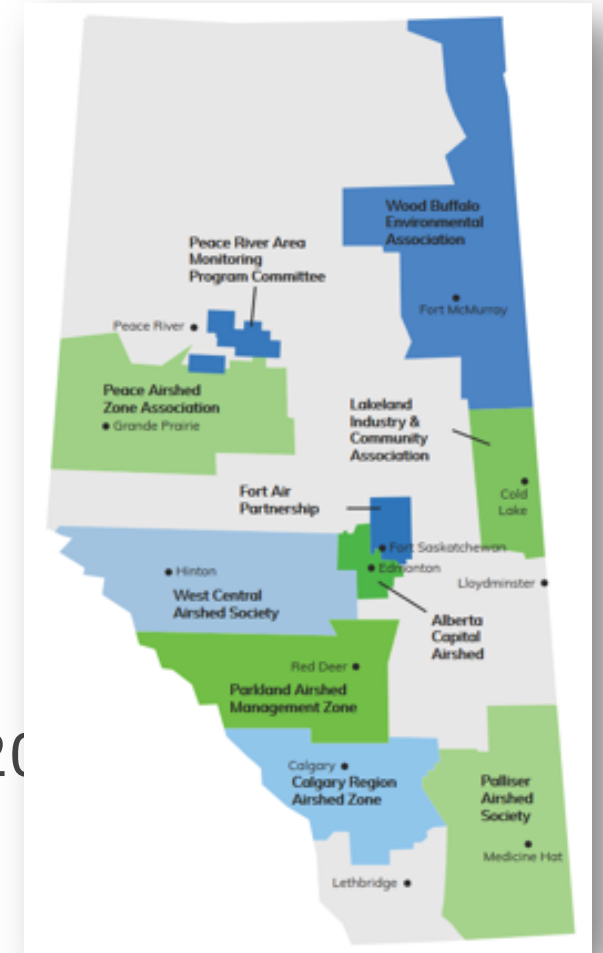 Wood Buffalo
Environmental
Association
Peace River Area
Monitoring
Program Committee
Fort McMurray
Peace River
Peace Airshed
Zone Association
Grande Prairie
Lakeland
Industry &
Community
Association
Fort Air
Partnership
Cold
Lake
Fort Saskatchewan
Edmonton
Hinton
Lloydminster
West Central
Airshed Society
Alberta
Capital
Airshed
Red Deer
Parkland Airshed
Management Zone
20
Calgary
Calgary Region
Airshed Zone
Palliser
Airshed
Society
Medicine Hat
Lethbridge